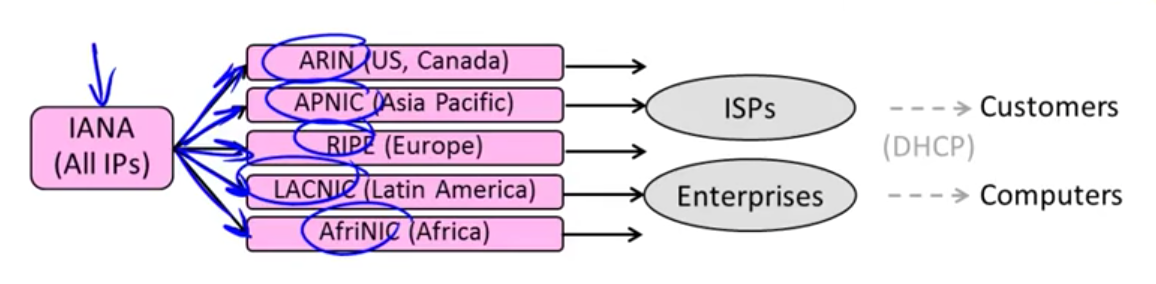 IANA
(All IPs)
ARIN (US, Canada)
APNIC (Asia Pacific)
RIPE (Europe)
LACNIC (Latin America)
AfriNIC (Africa)
ISPs
Enterprises
Customers
(DHCP)
Computers